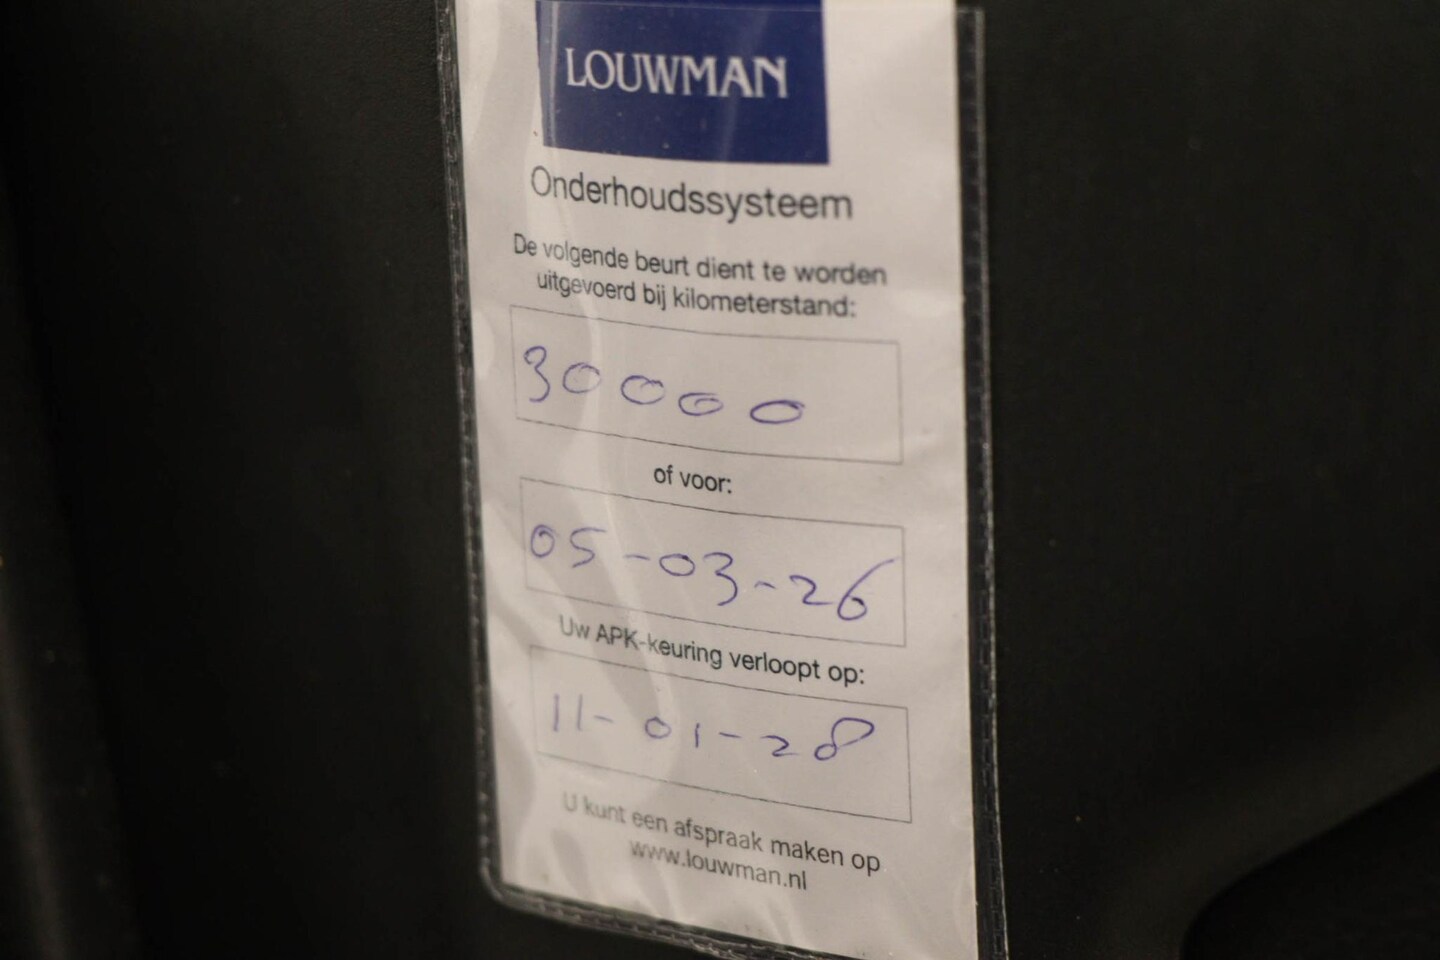 LOUWMAN
Onderhoudssysteem
De volgende beurt dient te worden
uitgevoerd bij kilometerstand:
30000
of voor:
05-03-26
Uw APK-keuring verloopt op:
11-01-28
U kunt een afspraak maken op
www.louwman.nl